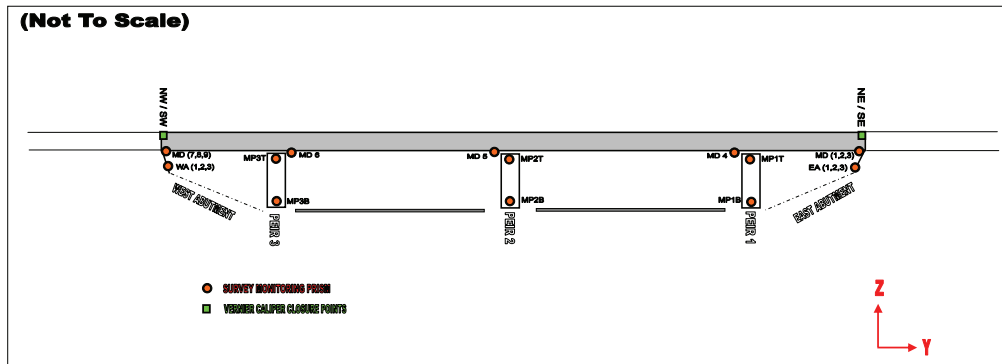 (Not To Scale)
NW / SW
NE / SE
MD (7,8,9)
WA (1,2,3)
MP3T
MD 6
MD 5
MP2T
MD 4
MP1T
MD (1,2,3)
EA (1,2,3)
MP3B
MP2B
MP1B
WEST ABUTMENT
EAST ABUTMENT
PEIR 3
PEIR 2
PEIR 1
SURVEY MONITORING PRISM
VERNIER CALIPER CLOSURE POINTS
Z
Y